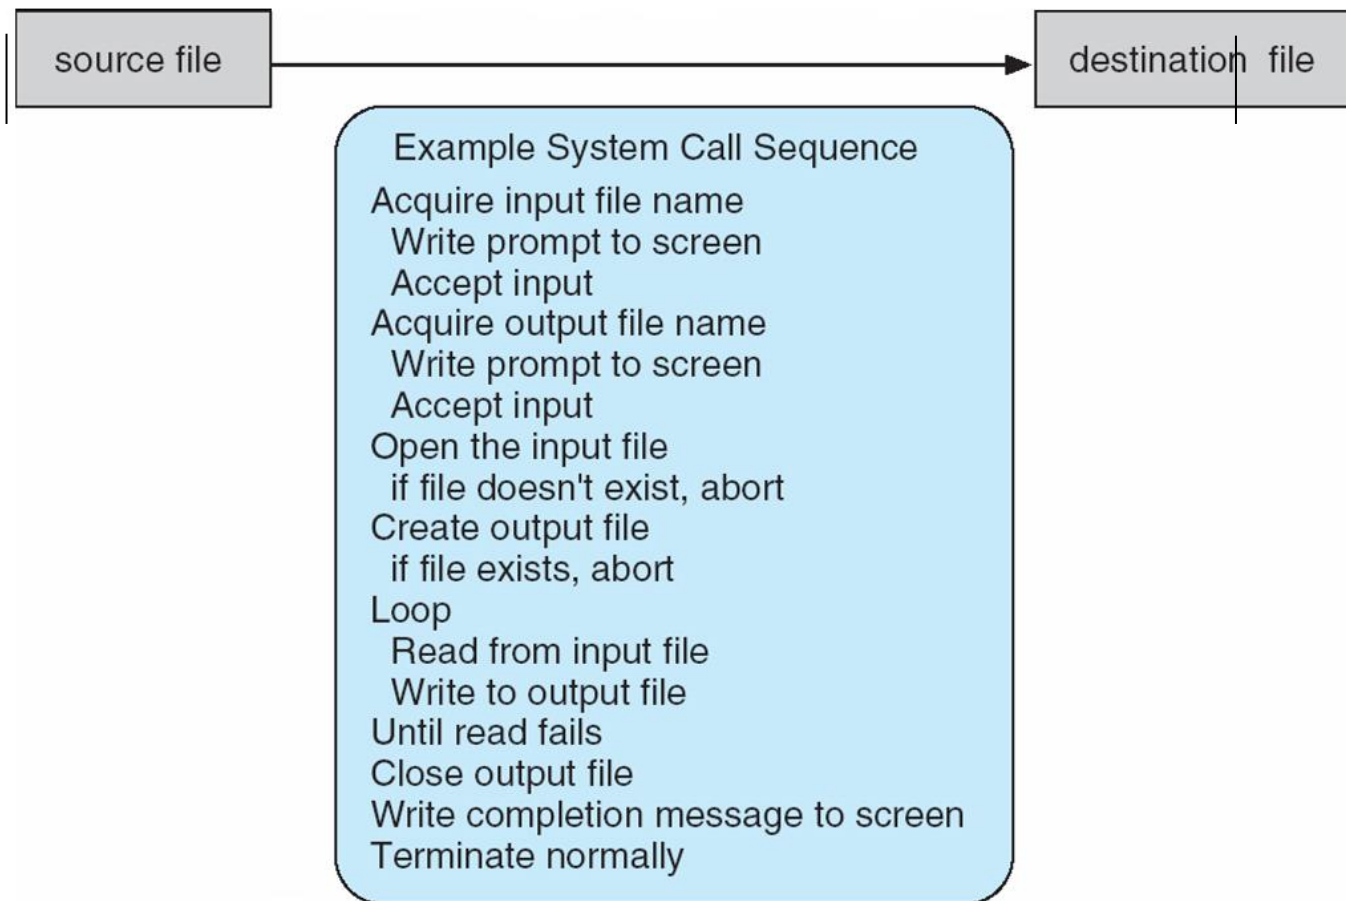 source file
destination file
Example System Call Sequence
Acquire input file name
Write prompt to screen
Accept input
Acquire output file name
Write prompt to screen
Accept input
Open the input file
if file doesn't exist, abort
Create output file
if file exists, abort
Loop
Read from input file
Write to output file
Until read fails
Close output file
Write completion message to screen
Terminate normally